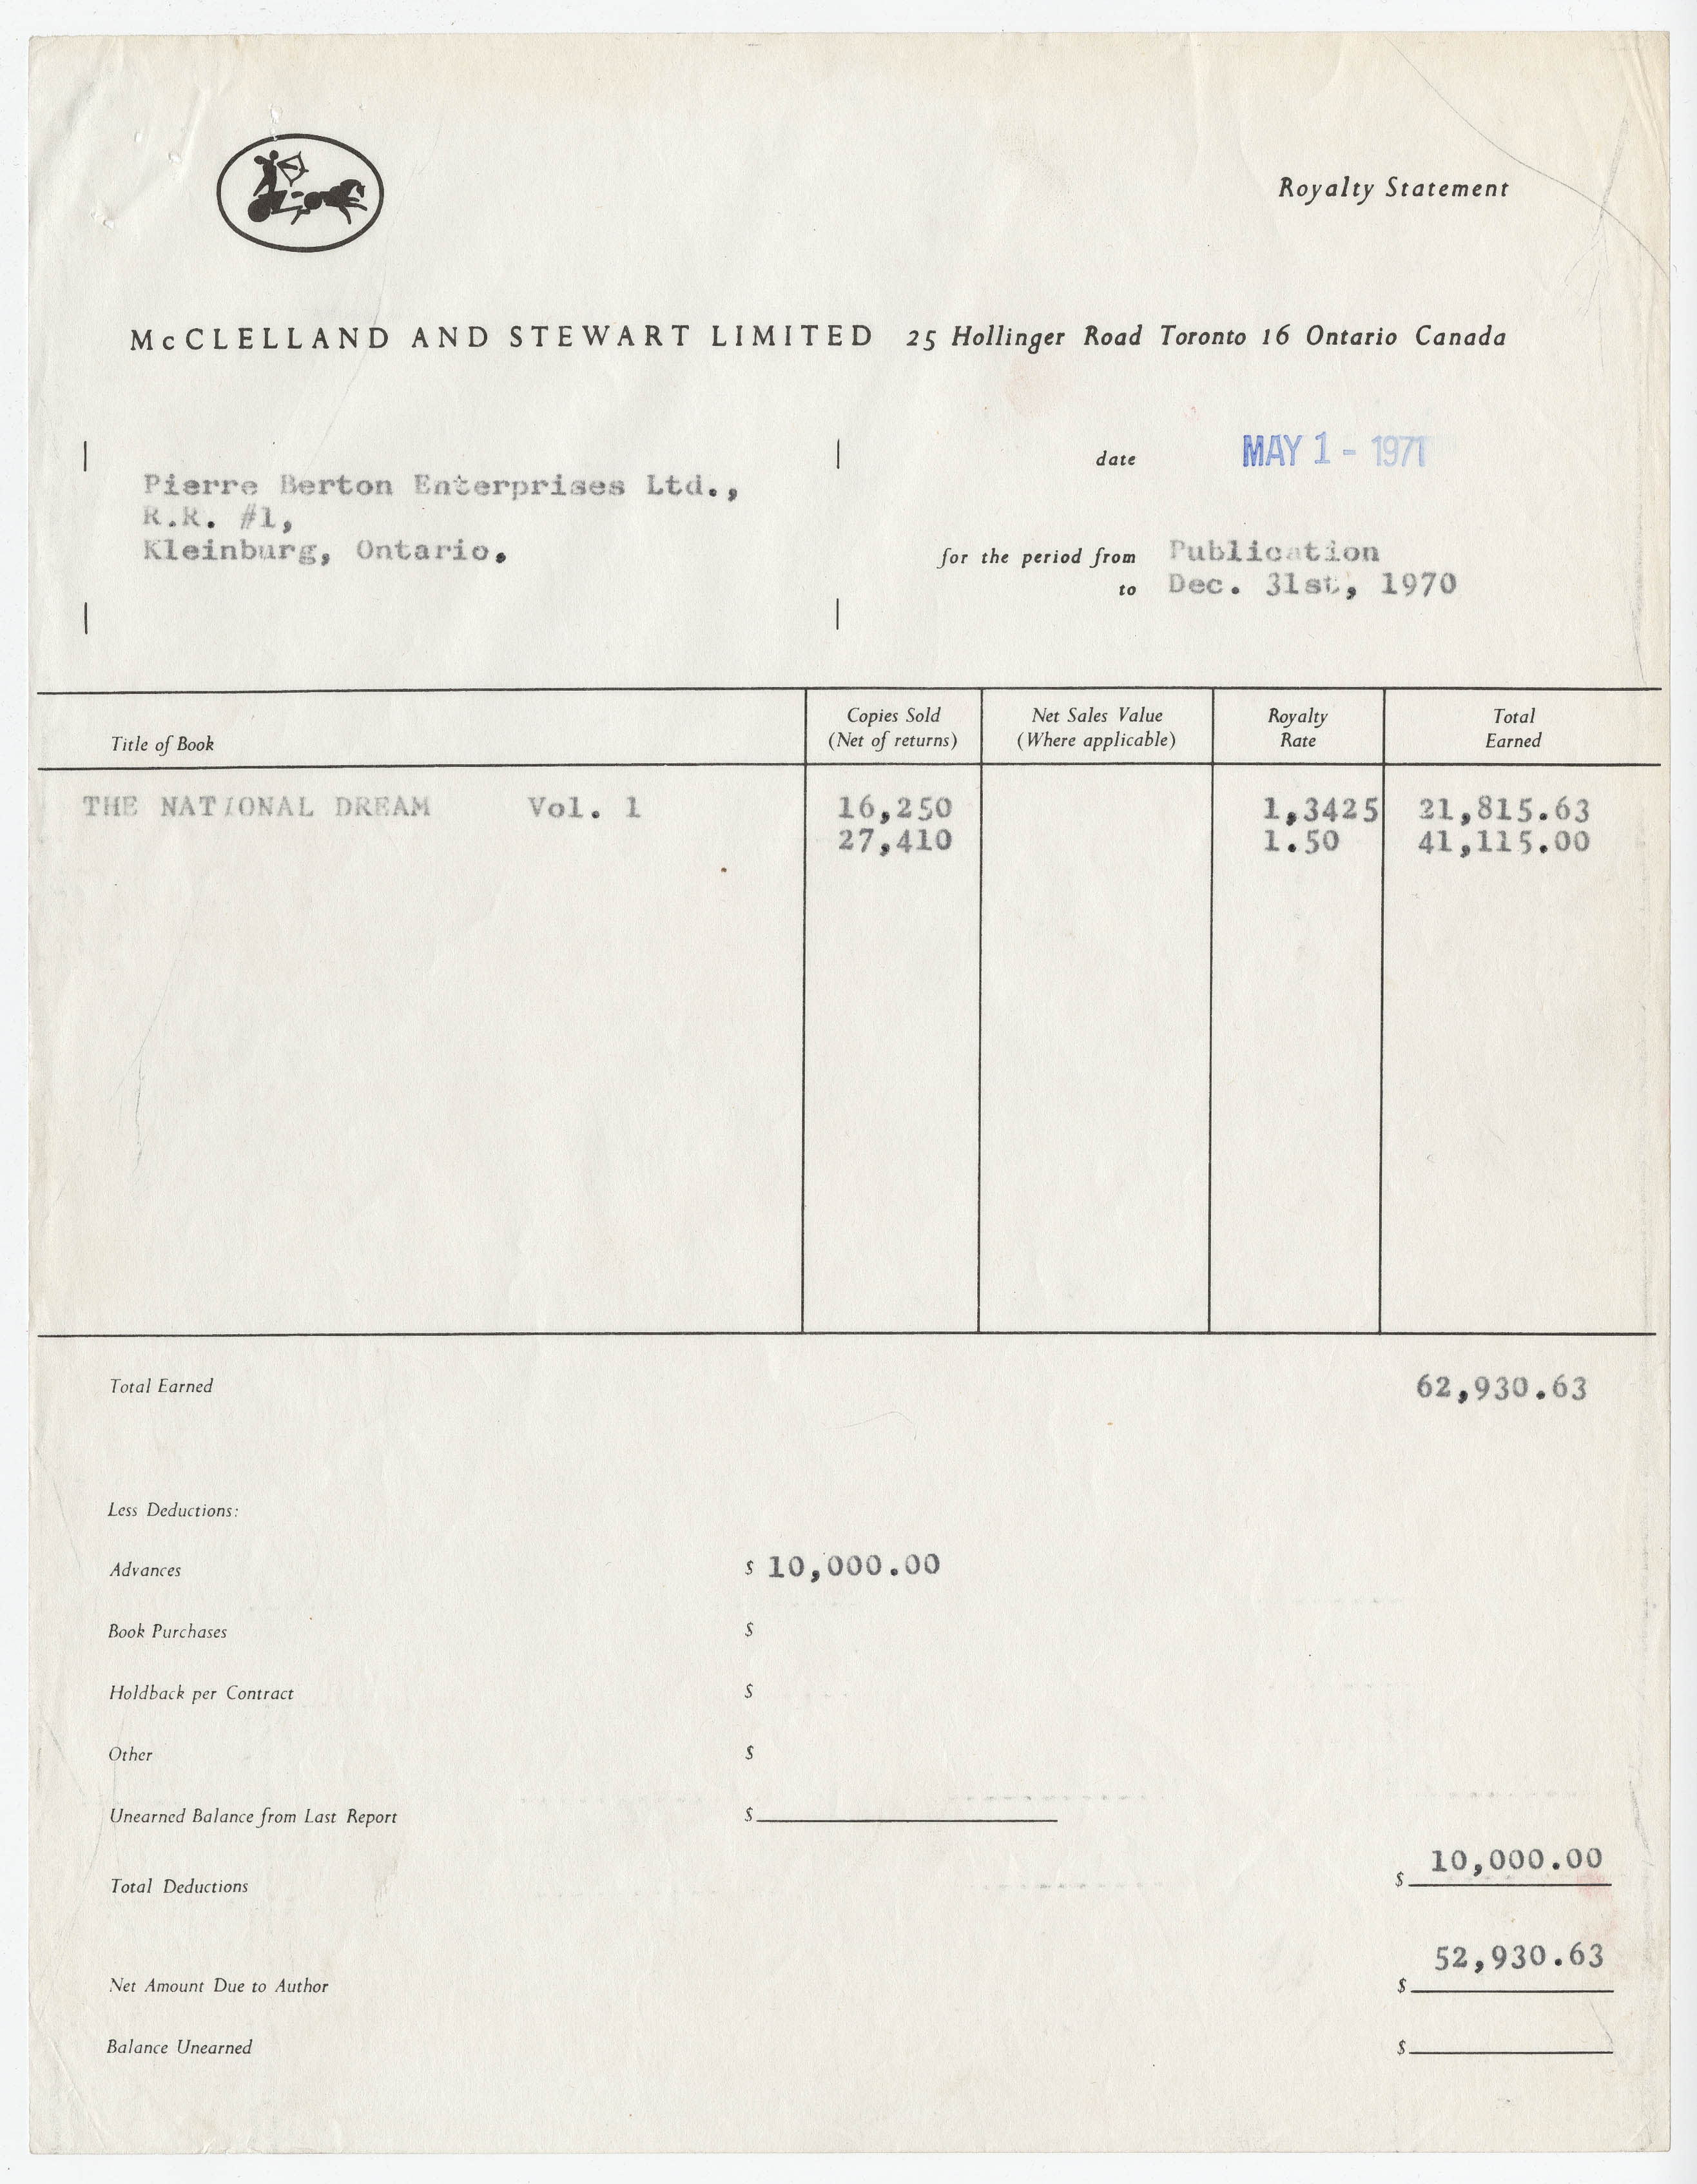 Royalty Statement
McCLELLAND AND STEWART LIMITED 25 Hollinger Road Toronto 16 Ontario Canada
date MAY 1 - 1971
Pierre Berton Enterprises Ltd.,
R.R. #1,
Kleinburg, Ontario.
for the period from Publication
to Dec. 31st, 1970
Title of Book
Copies Sold
(Net of returns)
Net Sales Value
(Where applicable)
Royalty
Rate
Total
Earned
THE NATIONAL DREAM Vol. 1 16,250 1,3425 21,815.63
27,410 1.50 41,115.00
Total Earned 62,930.63
Less Deductions:
Advances $ 10,000.00
Book Purchases $
Holdback per Contract $
Other $
Unearned Balance from Last Report $
Total Deductions $ 10,000.00
Net Amount Due to Author $ 52,930.63
Balance Unearned $